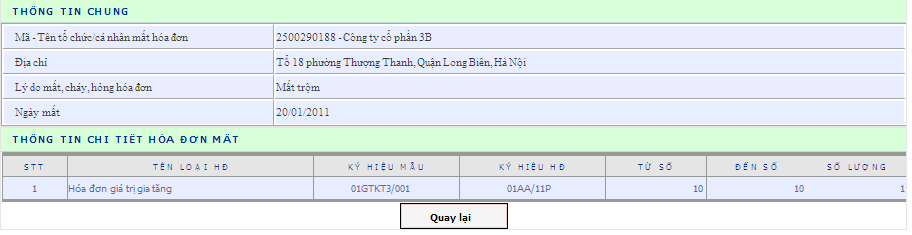 THÔNG TIN CHUNG
Mã - Tên tổ chức/cá nhân mất hóa đơn 2500290188 - Công ty cổ phần 3B
Địa chỉ Tổ 18 phường Thượng Thanh, Quận Long Biên, Hà Nội
Lý do mất, cháy, hỏng hóa đơn Mất trộm
Ngày mất 20/01/2011
THÔNG TIN CHI TIẾT HÓA ĐƠN MẤT
STT TÊN LOẠI HĐ KÝ HIỆU MẪU KÝ HIỆU HĐ TỪ SỐ ĐẾN SỐ SỐ LƯỢNG
1 Hóa đơn giá trị gia tăng 01GTKT3/001 01AA/11P 10 10 1
Quay lại